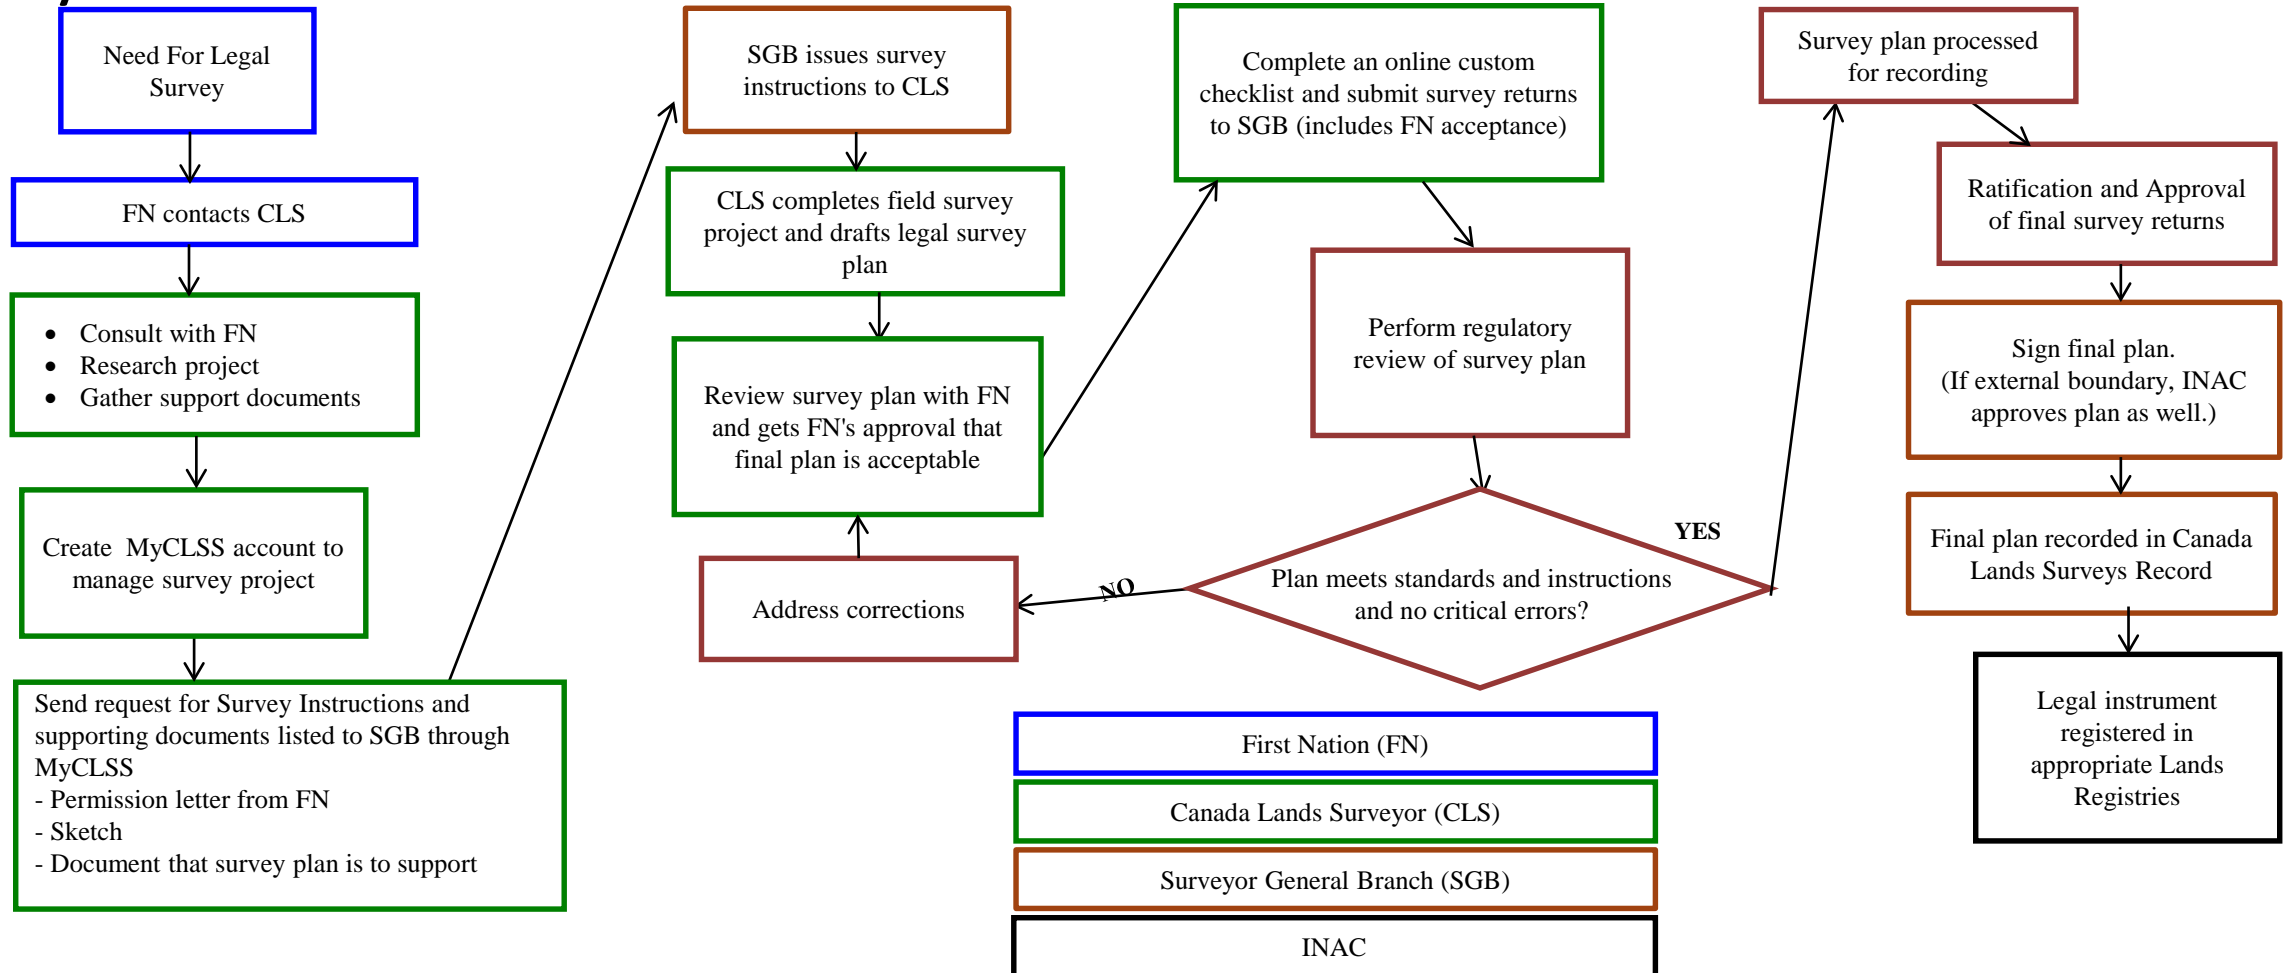 Need For Legal
Survey
FN contacts CLS
• Consult with FN
• Research project
• Gather support documents
Create MyCLSS account to
manage survey project
Send request for Survey Instructions and
supporting documents listed to SGB through
MyCLSS
- Permission letter from FN
- Sketch
- Document that survey plan is to support
SGB issues survey
instructions to CLS
CLS completes field survey
project and drafts legal survey
plan
Review survey plan with FN
and gets FN's approval that
final plan is acceptable
Address corrections
Complete an online custom
checklist and submit survey returns
to SGB (includes FN acceptance)
Perform regulatory
review of survey plan
Plan meets standards and instructions
and no critical errors?
NO
YES
Survey plan processed
for recording
Ratification and Approval
of final survey returns
Sign final plan.
(If external boundary, INAC
approves plan as well.)
Final plan recorded in Canada
Lands Surveys Record
Legal instrument
registered in
appropriate Lands
Registries
First Nation (FN)
Canada Lands Surveyor (CLS)
Surveyor General Branch (SGB)
INAC